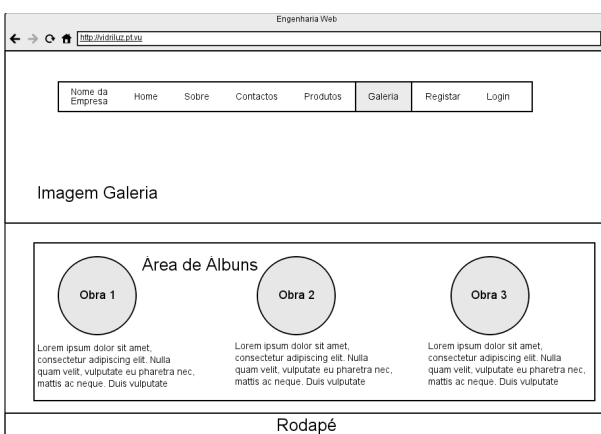 Engenharia Web
http://vidriluz.pt.vu
Nome da
Empresa
Home
Sobre
Contactos
Produtos
Galeria
Registar
Login
Imagem Galeria
Área de Álbuns
Obra 1
Lorem ipsum dolor sit amet,
consectetur adipiscing elit. Nulla
quam velit, vulputate eu pharetra nec,
mattis ac neque. Duis vulputate
Obra 2
Lorem ipsum dolor sit amet,
consectetur adipiscing elit. Nulla
quam velit, vulputate eu pharetra nec,
mattis ac neque. Duis vulputate
Obra 3
Lorem ipsum dolor sit amet,
consectetur adipiscing elit. Nulla
quam velit, vulputate eu pharetra nec,
mattis ac neque. Duis vulputate
Rodapé